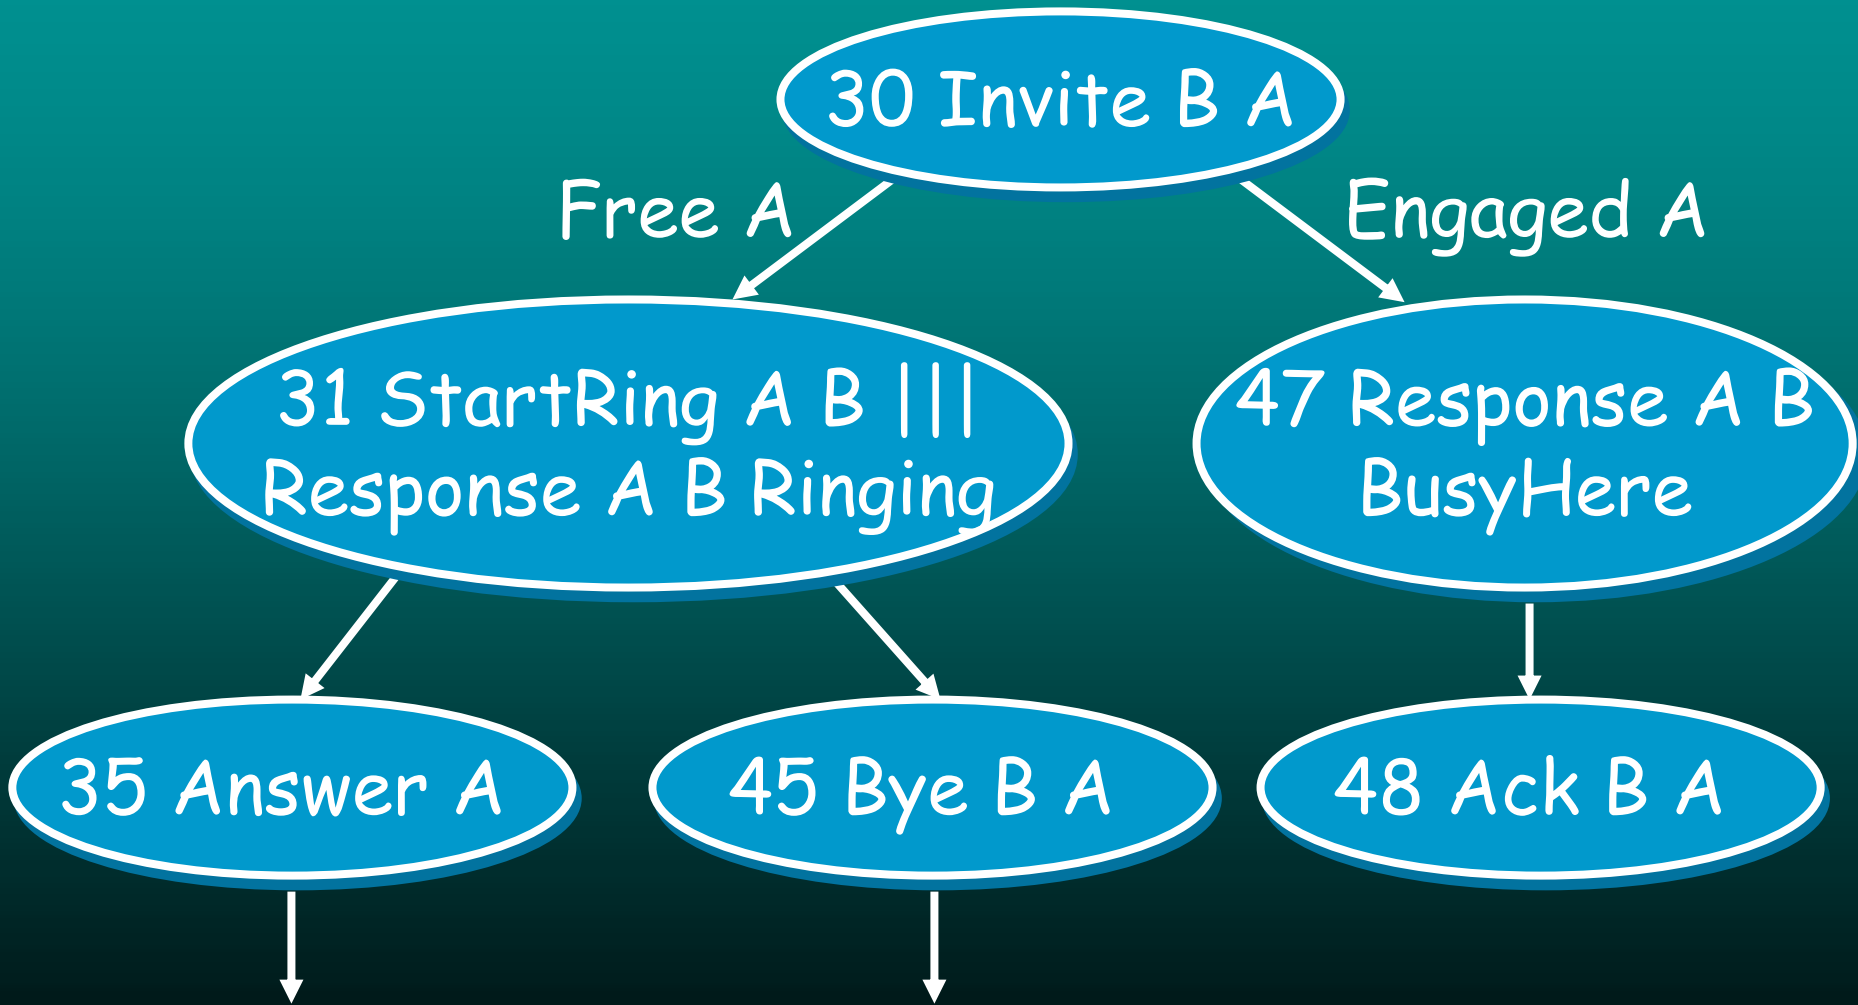 30 Invite B A
Free A
Engaged A
31 StartRing A B |||
Response A B Ringing
47 Response A B
BusyHere
35 Answer A
45 Bye B A
48 Ack B A